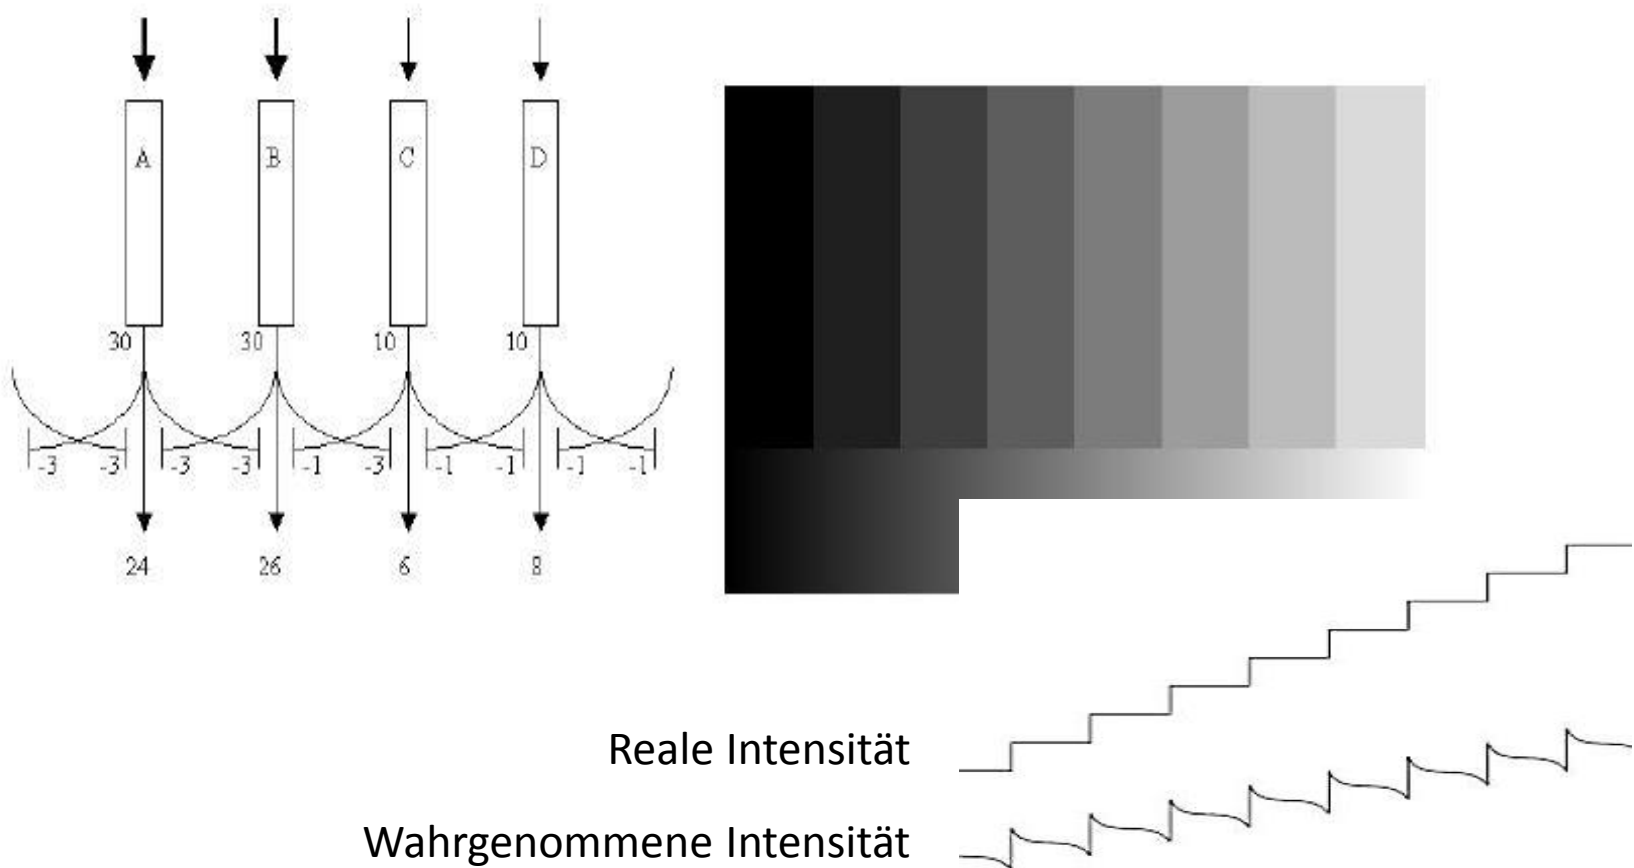 A B C D
30 30 10 10
-3 -3 -3 -3 -1 -3 -1 -1 -1 -1
24 26 6 8
Reale Intensität
Wahrgenommene Intensität